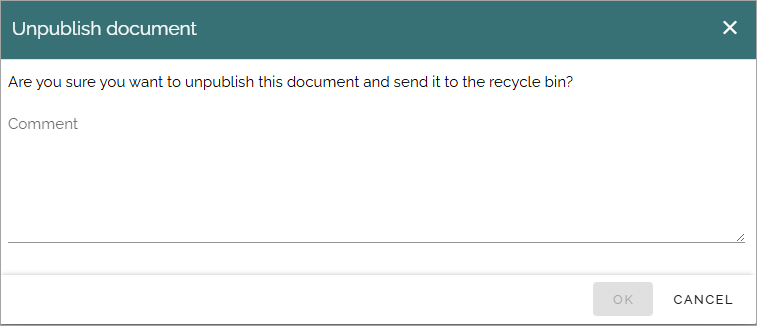 Unpublish document
Are you sure you want to unpublish this document and send it to the recycle bin?
Comment
OK
CANCEL